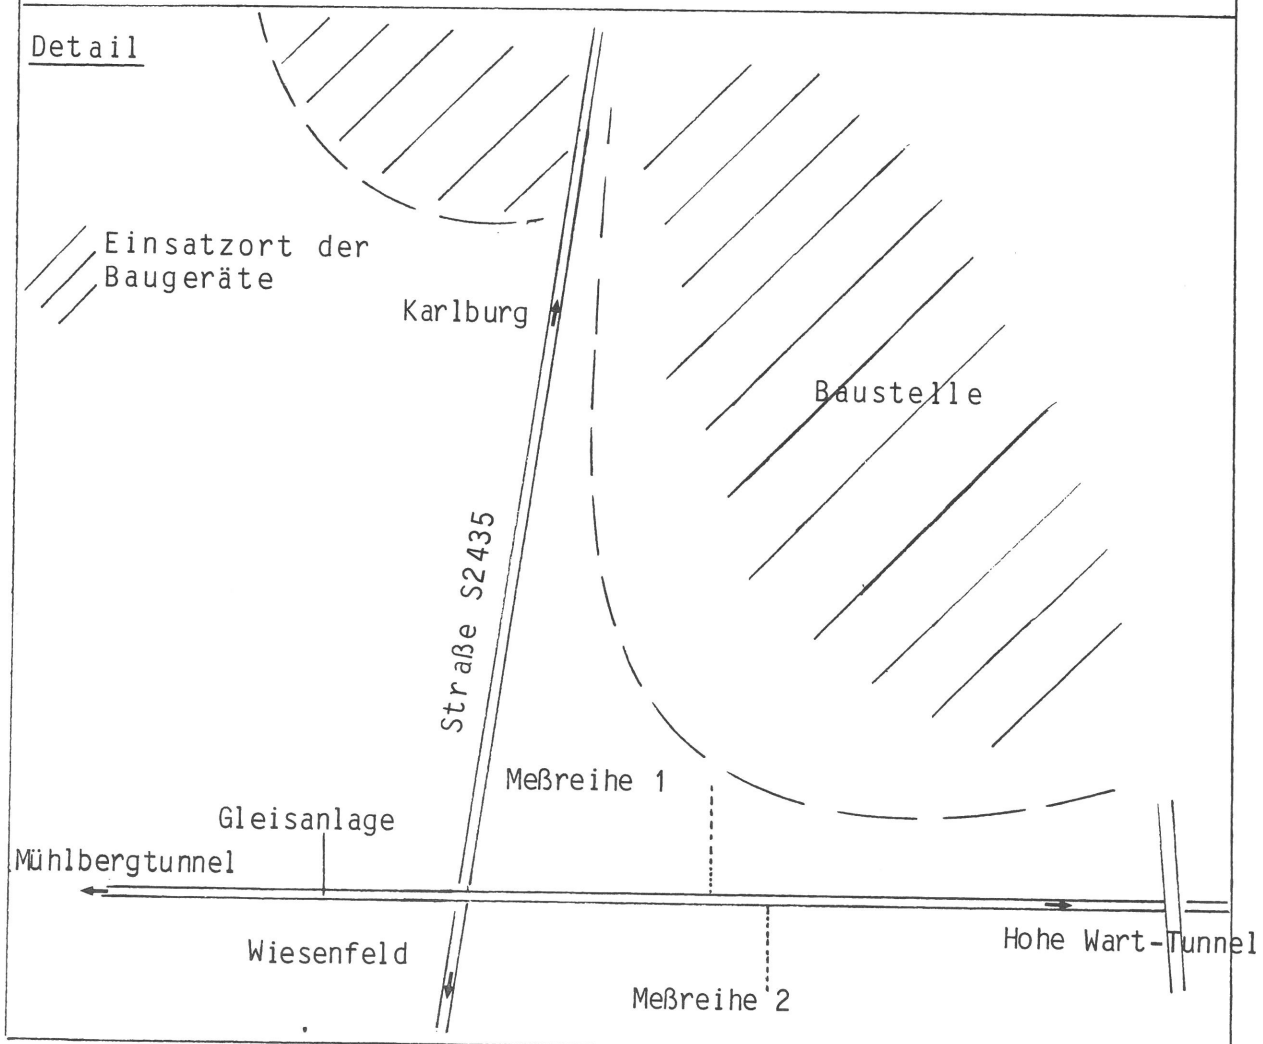 Detail
Einsatzort der
Baugeräte
Karlburg
Baustelle
Straße S2435
Meßreihe 1
Gleisanlage
Mühlbergtunnel
Wiesenfeld
Hohe Wart-Tunnel
Meßreihe 2